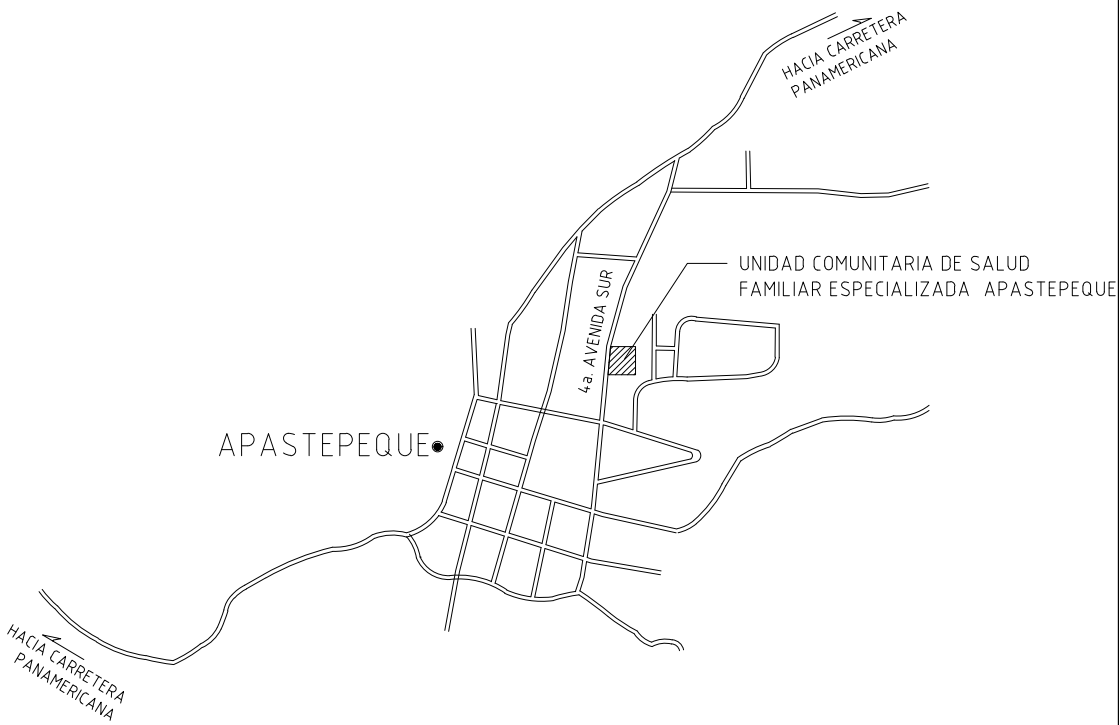 HACIA CARRETERA
PANAMERICANA
UNIDAD COMUNITARIA DE SALUD
FAMILIAR ESPECIALIZADA APASTEPEQUE
4a. AVENIDA SUR
APASTEPEQUE
HACIA CARRETERA
PANAMERICANA